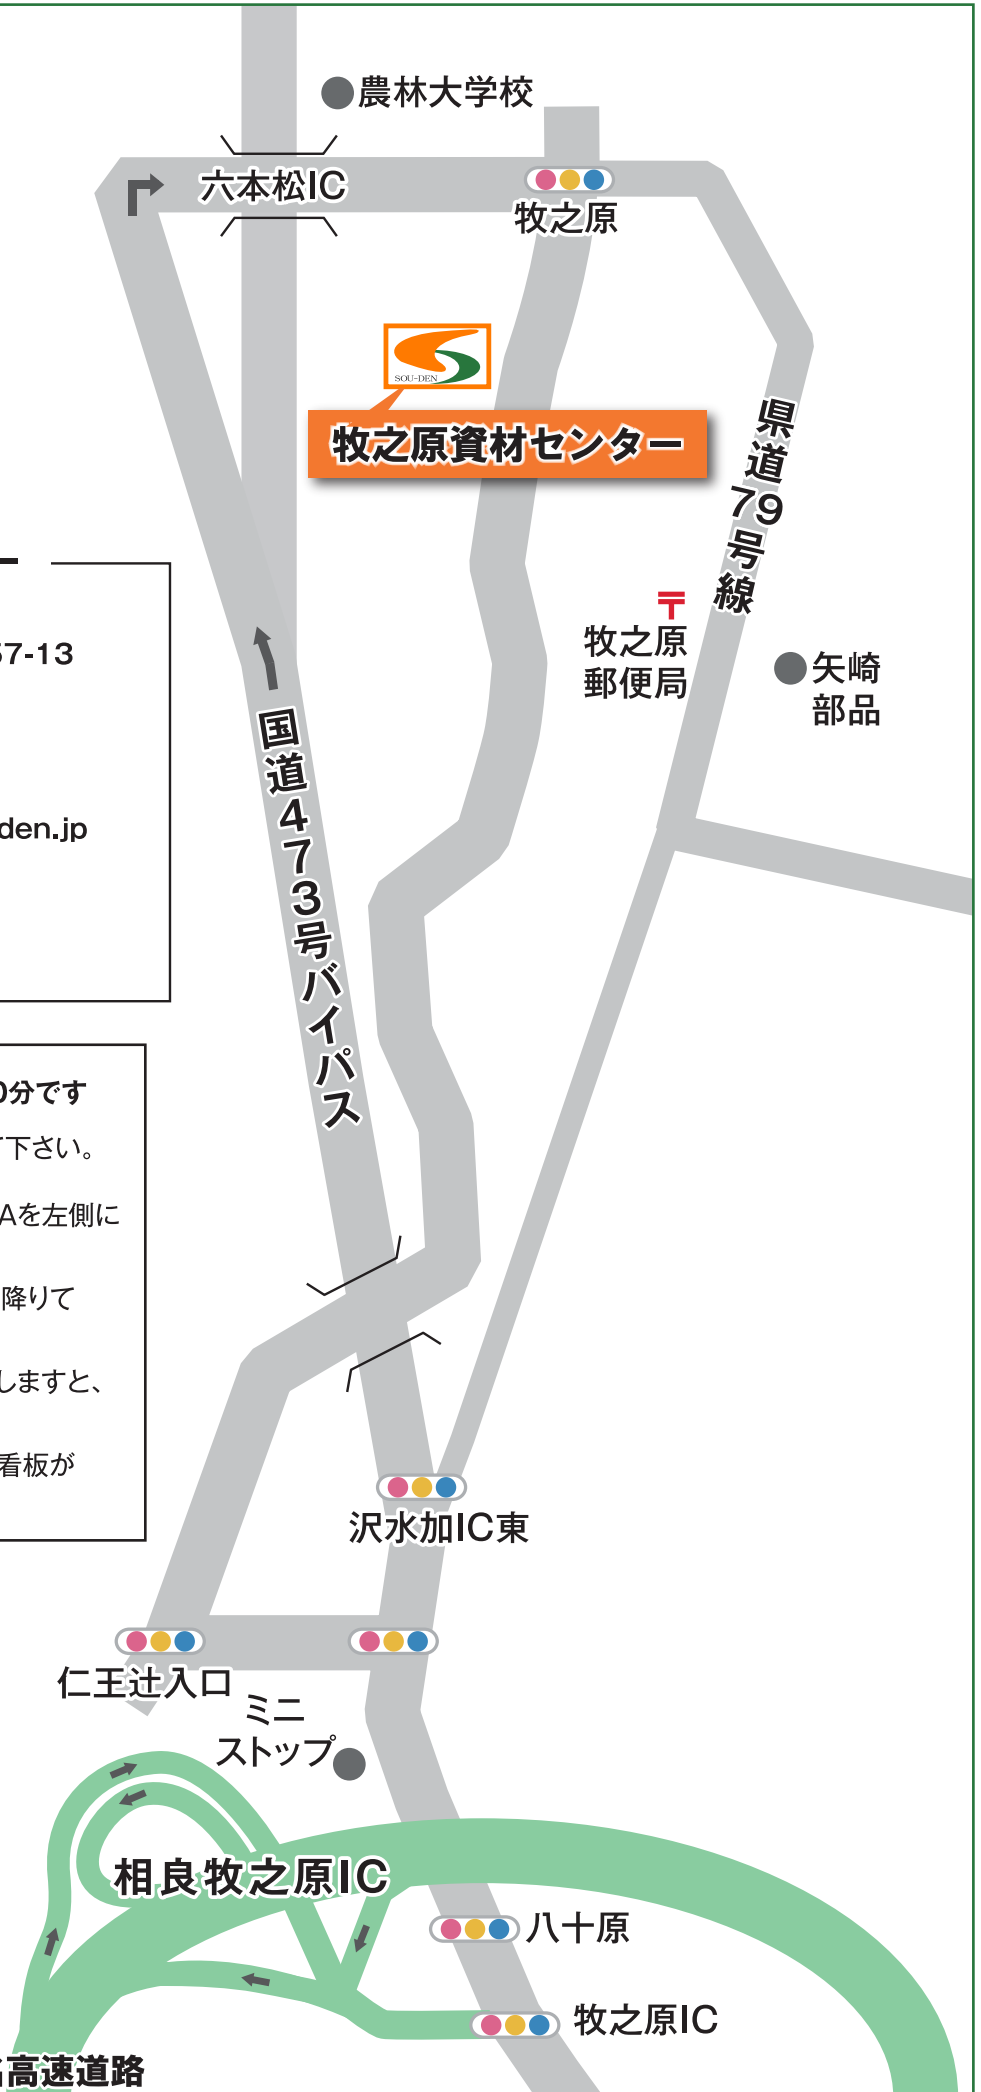 農林大学校
六本松IC
牧之原
SOU-DEN
牧之原資材センター
県道79号線
牧之原
郵便局
矢崎
部品
57-13
国道473号バイパス
den.jp
0分です
て下さい。
Aを左側に
降りて
しますと、
看板が
沢水加IC東
仁王辻入口
ミニ
ストップ
相良牧之原IC
八十原
牧之原IC
名高速道路